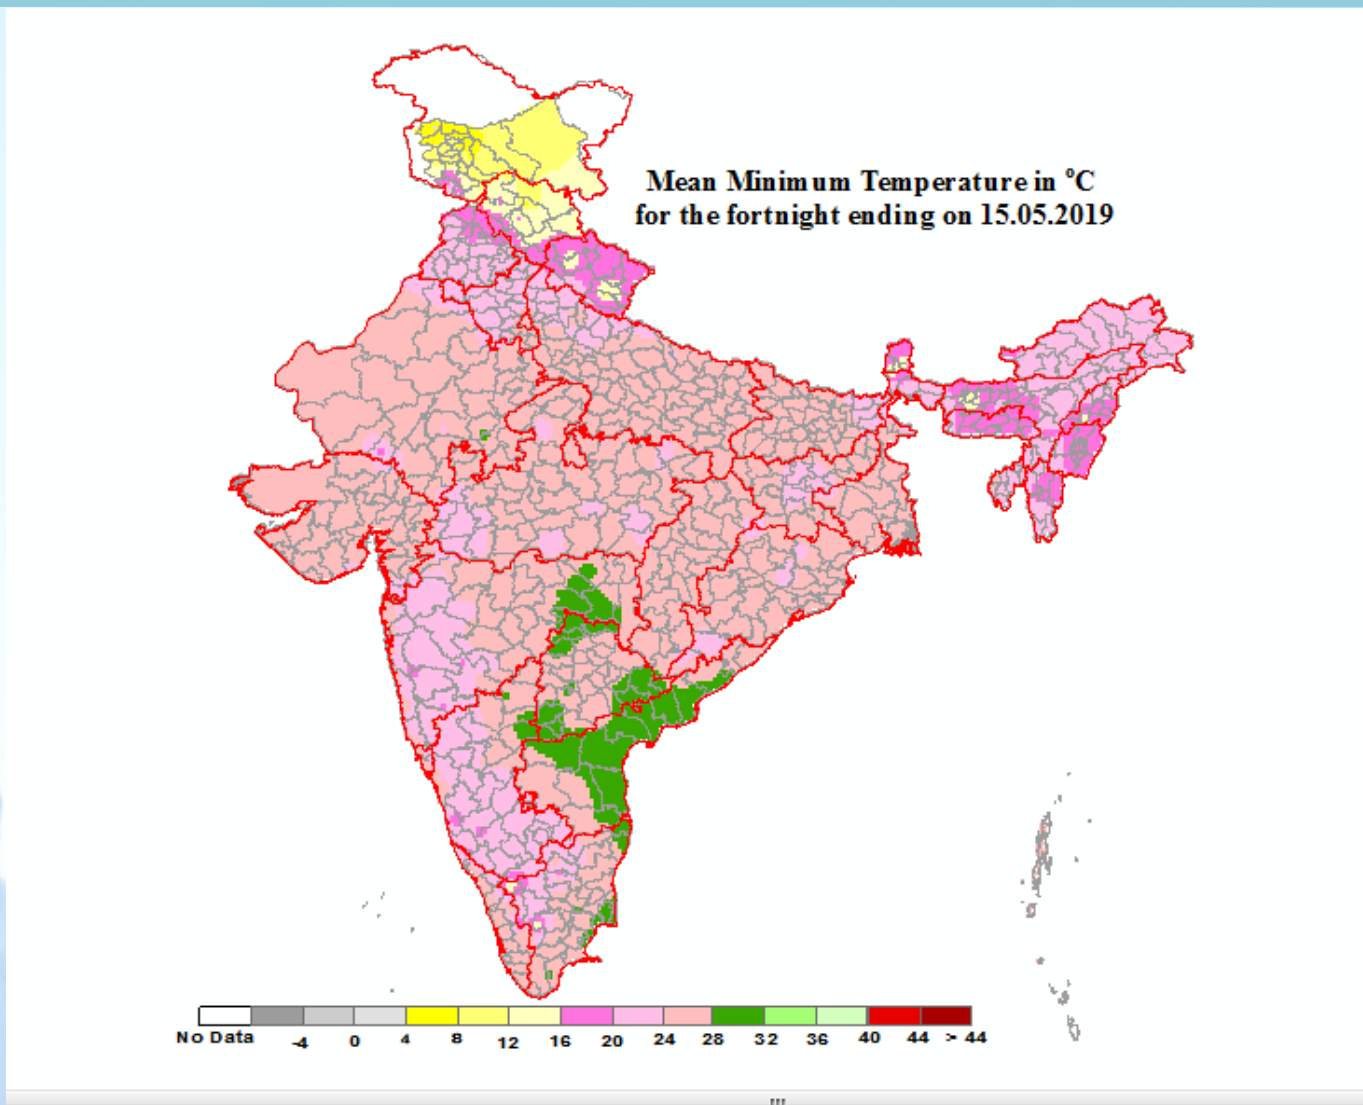 Mean Minimum Temperature in °C
for the fortnight ending on 15.05.2019
No Data -4 0 4 8 12 16 20 24 28 32 36 40 44 > 44